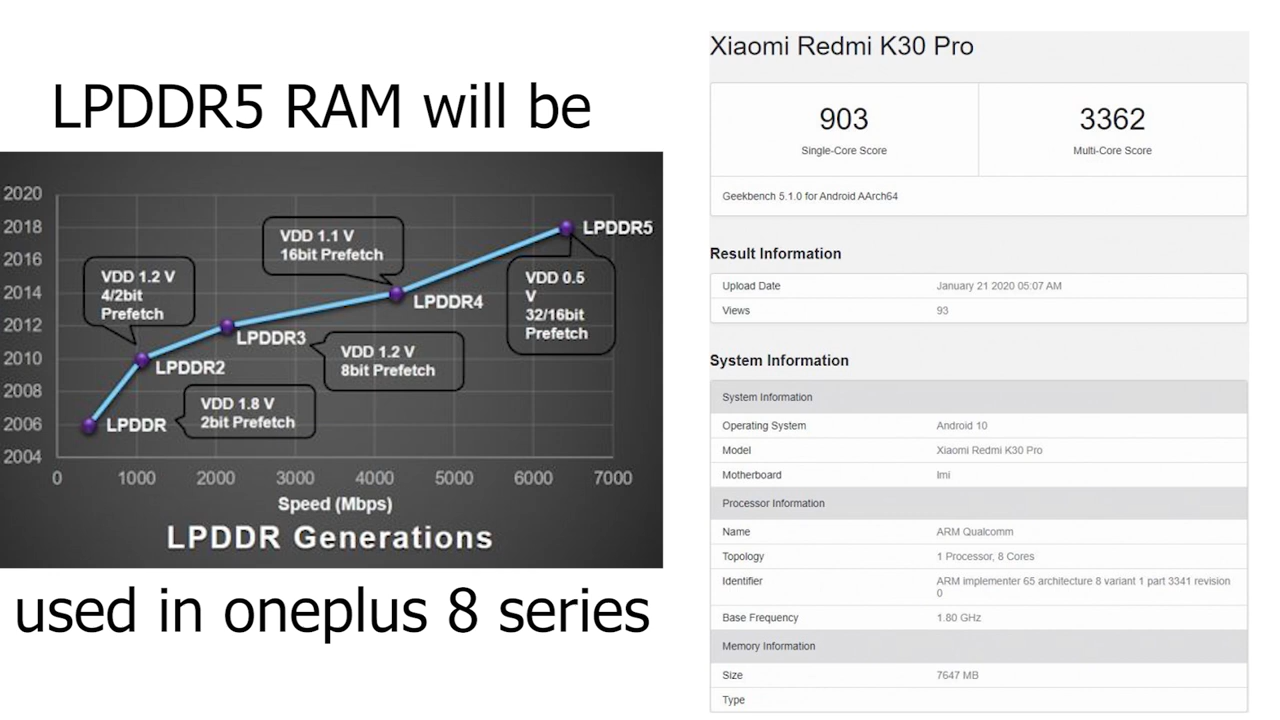 LPDDR5 RAM will be
2020
2018
2016
2014
2012
2010
2008
2006
2004
0 1000 2000 3000 4000 5000 6000 7000
Speed (Mbps)
LPDDR Generations
LPDDR
VDD 1.8 V
2bit Prefetch
LPDDR2
VDD 1.2 V
4/2bit
Prefetch
LPDDR3
VDD 1.2 V
8bit Prefetch
LPDDR4
VDD 1.1 V
16bit Prefetch
LPDDR5
VDD 0.5
V
32/16bit
Prefetch
used in oneplus 8 series
Xiaomi Redmi K30 Pro
903 3362
Single-Core Score Multi-Core Score
Geekbench 5.1.0 for Android AArch64
Result Information
Upload Date January 21 2020 05:07 AM
Views 93
System Information
System Information
Operating System Android 10
Model Xiaomi Redmi K30 Pro
Motherboard lmi
Processor Information
Name ARM Qualcomm
Topology 1 Processor, 8 Cores
Identifier ARM implementer 65 architecture 8 variant 1 part 3341 revision
0
Base Frequency 1.80 GHz
Memory Information
Size 7647 MB
Type